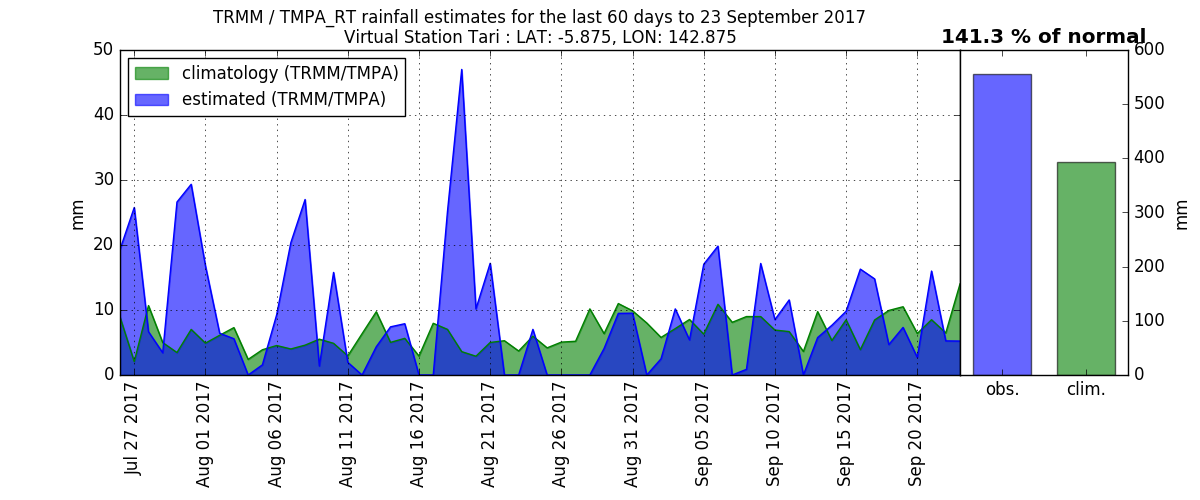 TRMM / TMPA_RT rainfall estimates for the last 60 days to 23 September 2017
Virtual Station Tari : LAT: -5.875, LON: 142.875
141.3 % of normal
climatology (TRMM/TMPA)
estimated (TRMM/TMPA)
50
40
30
20
10
0
mm
Jul 27 2017
Aug 01 2017
Aug 06 2017
Aug 11 2017
Aug 16 2017
Aug 21 2017
Aug 26 2017
Aug 31 2017
Sep 05 2017
Sep 10 2017
Sep 15 2017
Sep 20 2017
600
500
400
300
200
100
0
mm
obs.
clim.